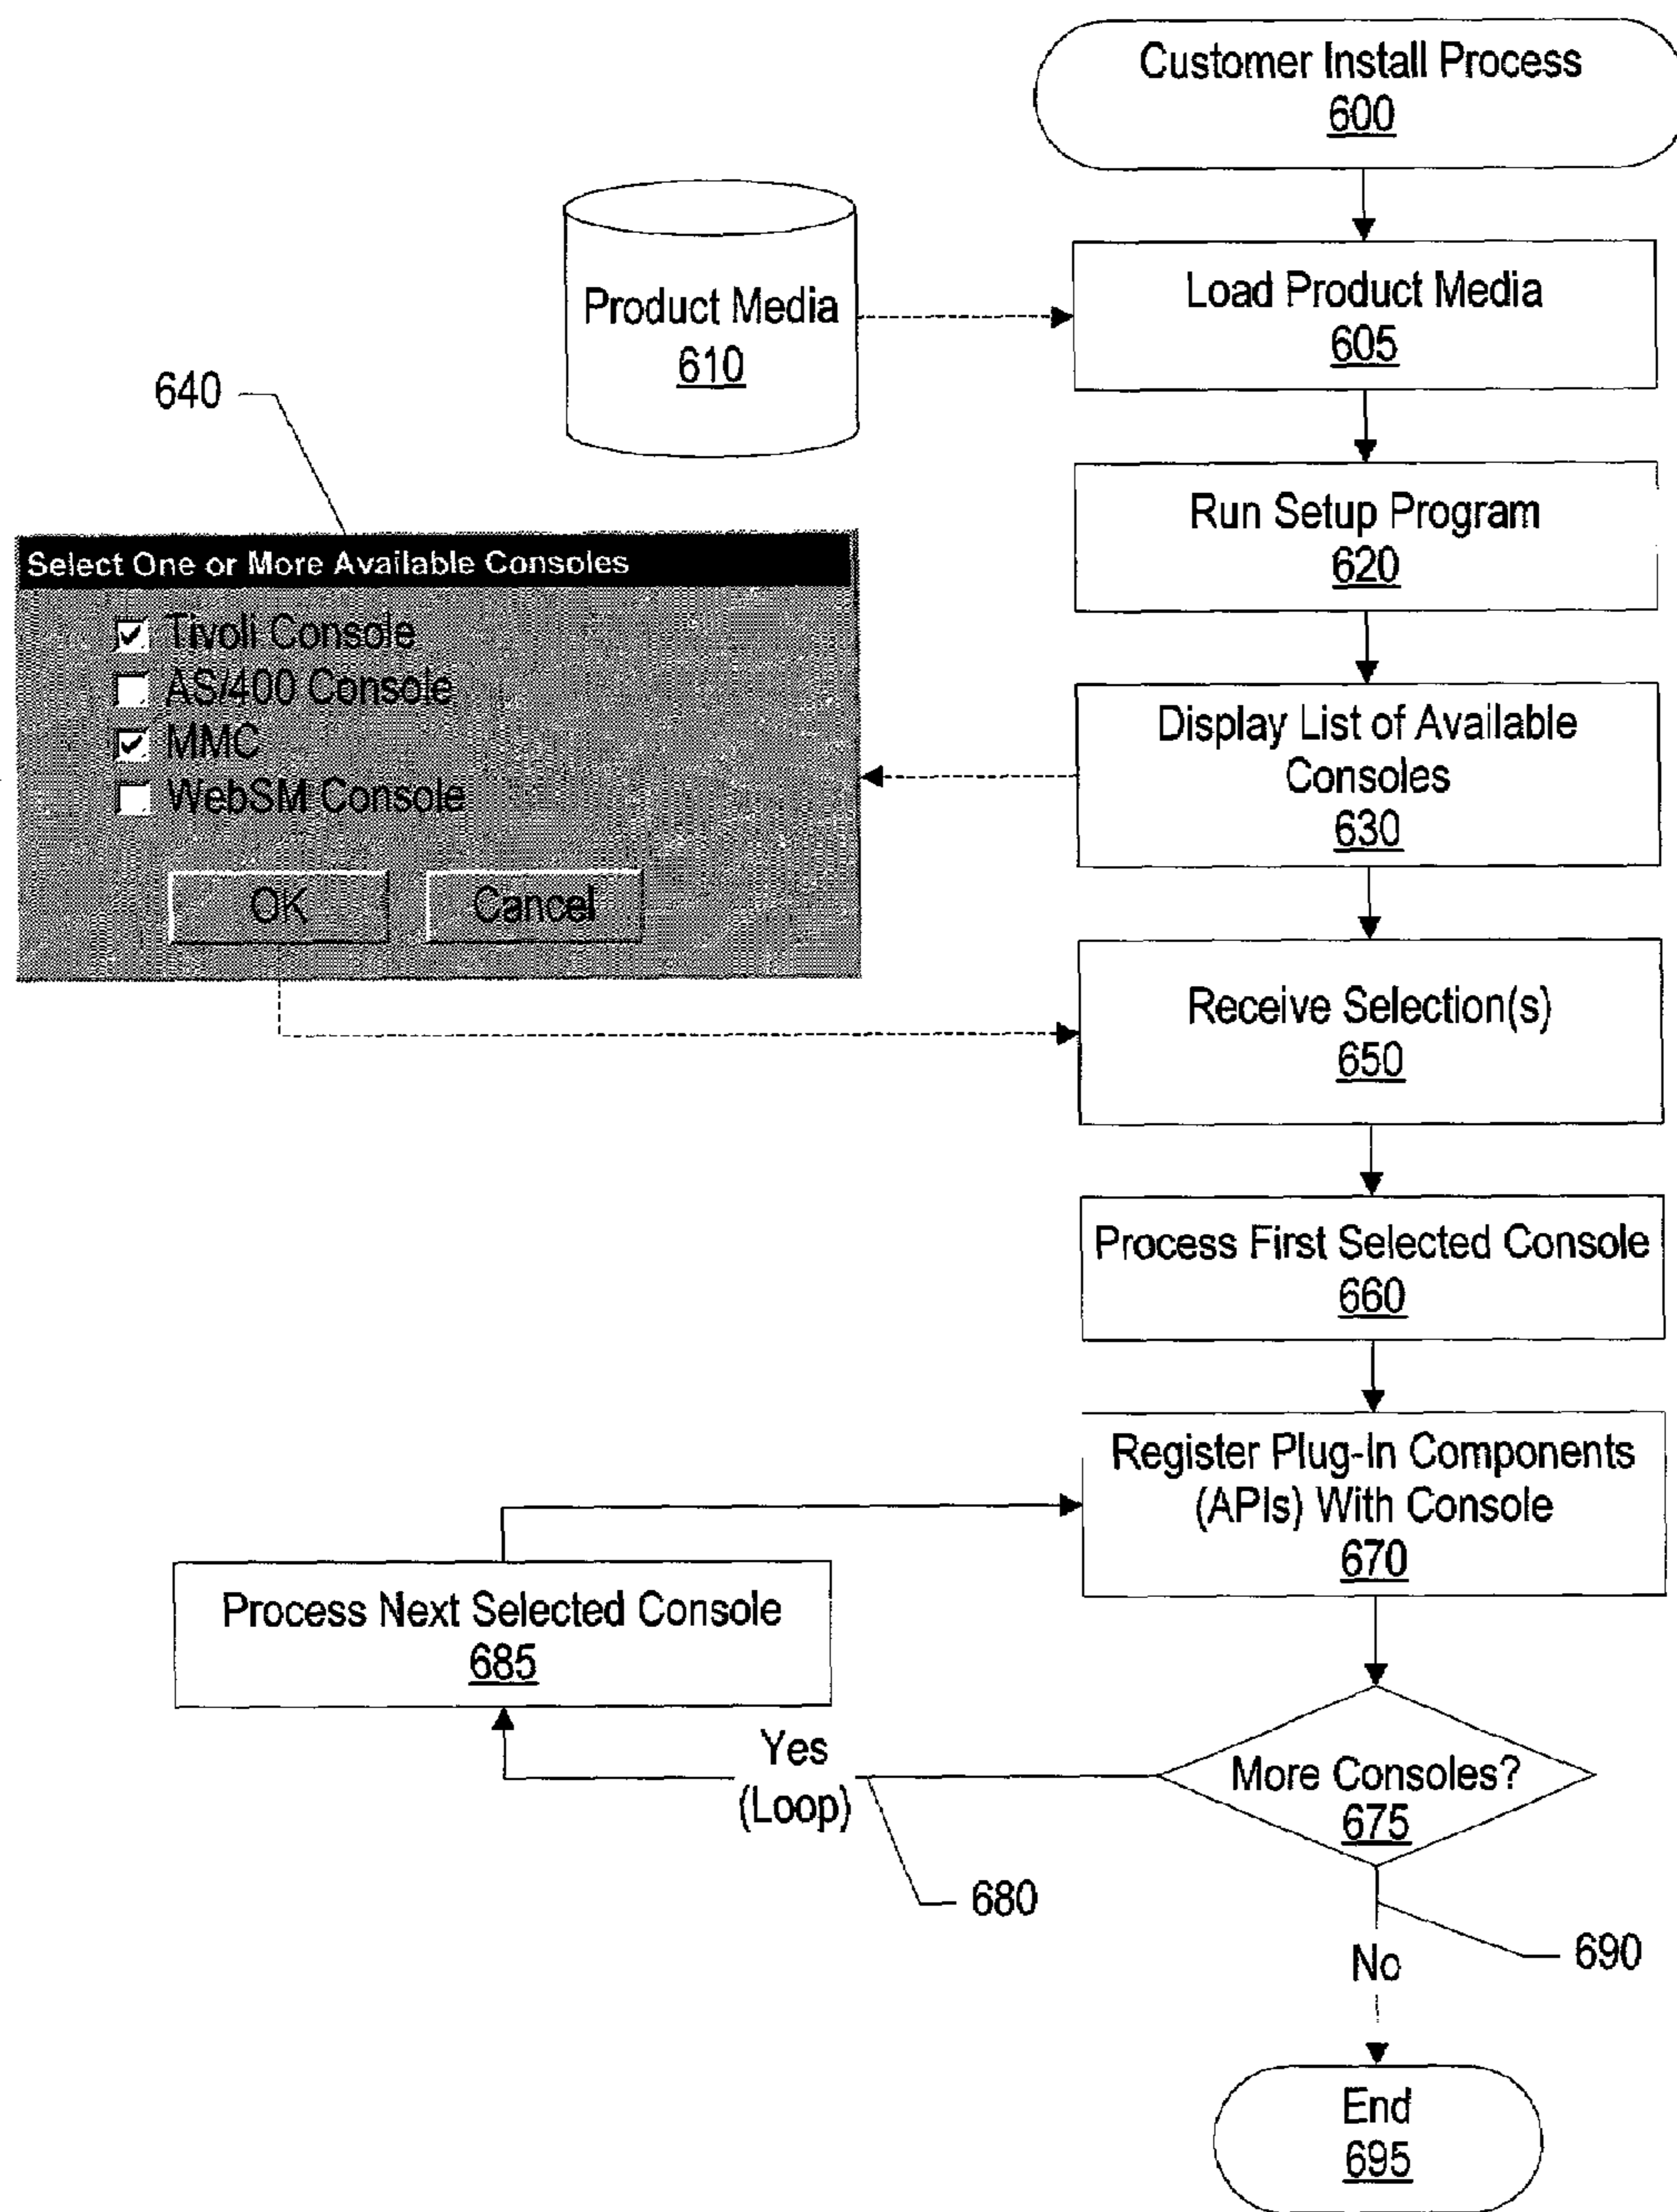 Customer Install Process
600
Product Media
610
Load Product Media
605
640
Run Setup Program
620
Select One or More Available Consoles
Tivoli Console
AS/400 Console
MMC
WebSM Console
OK
Cancel
Display List of Available
Consoles
630
Receive Selection(s)
650
Process First Selected Console
660
Register Plug-In Components
(APIs) With Console
670
Process Next Selected Console
685
Yes
(Loop)
More Consoles?
675
680
690
No
End
695